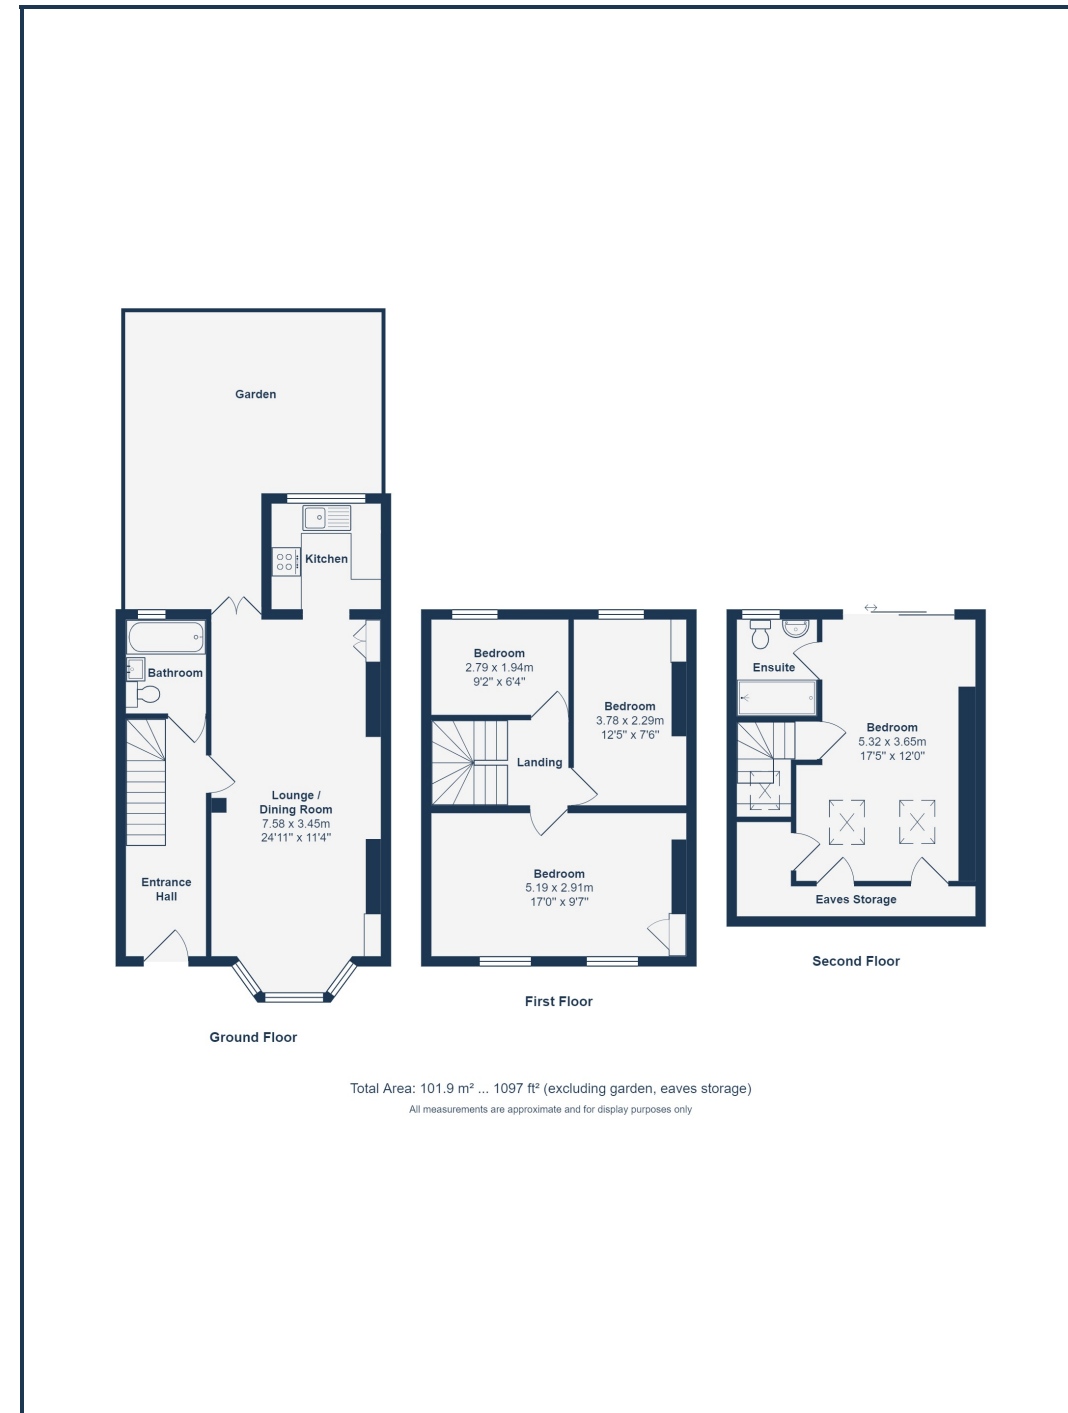 Garden
Kitchen
Bathroom
Lounge /
Dining Room
7.58 x 3.45m
24'11" x 11'4"
Entrance
Hall
Ground Floor
Bedroom
2.79 x 1.94m
9'2" x 6'4"
Bedroom
3.78 x 2.29m
12'5" x 7'6"
Landing
Bedroom
5.19 x 2.91m
17'0" x 9'7"
First Floor
Ensuite
Bedroom
5.32 x 3.65m
17'5" x 12'0"
Eaves Storage
Second Floor
Total Area: 101.9 m² ... 1097 ft² (excluding garden, eaves storage)
All measurements are approximate and for display purposes only